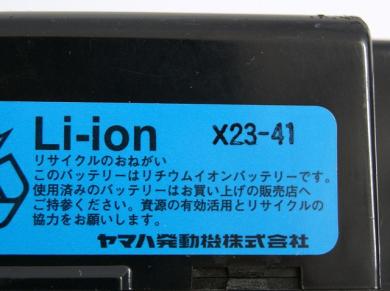 Li-ion X23-41
リサイクルのおねがい
このバッテリーはリチウムイオンバッテリーです。
使用済みのバッテリーはお買い上げの販売店へ
ご持参ください。資源の有効活用とリサイクルの
協力をお願いします。
ヤマハ発動機株式会社